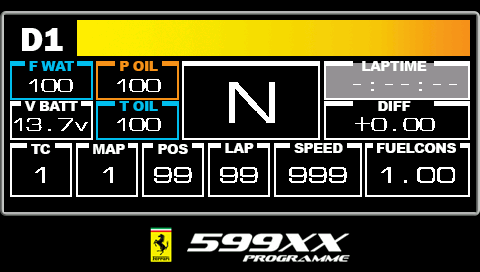 D1
F WAT P OIL LAPTIME
100 100 N - : - - : - -
V BATT T OIL DIFF
13.7v 100 +0.00
TC MAP POS LAP SPEED FUELCONS
1 1 99 99 999 1.00
599XX
PROGRAMME